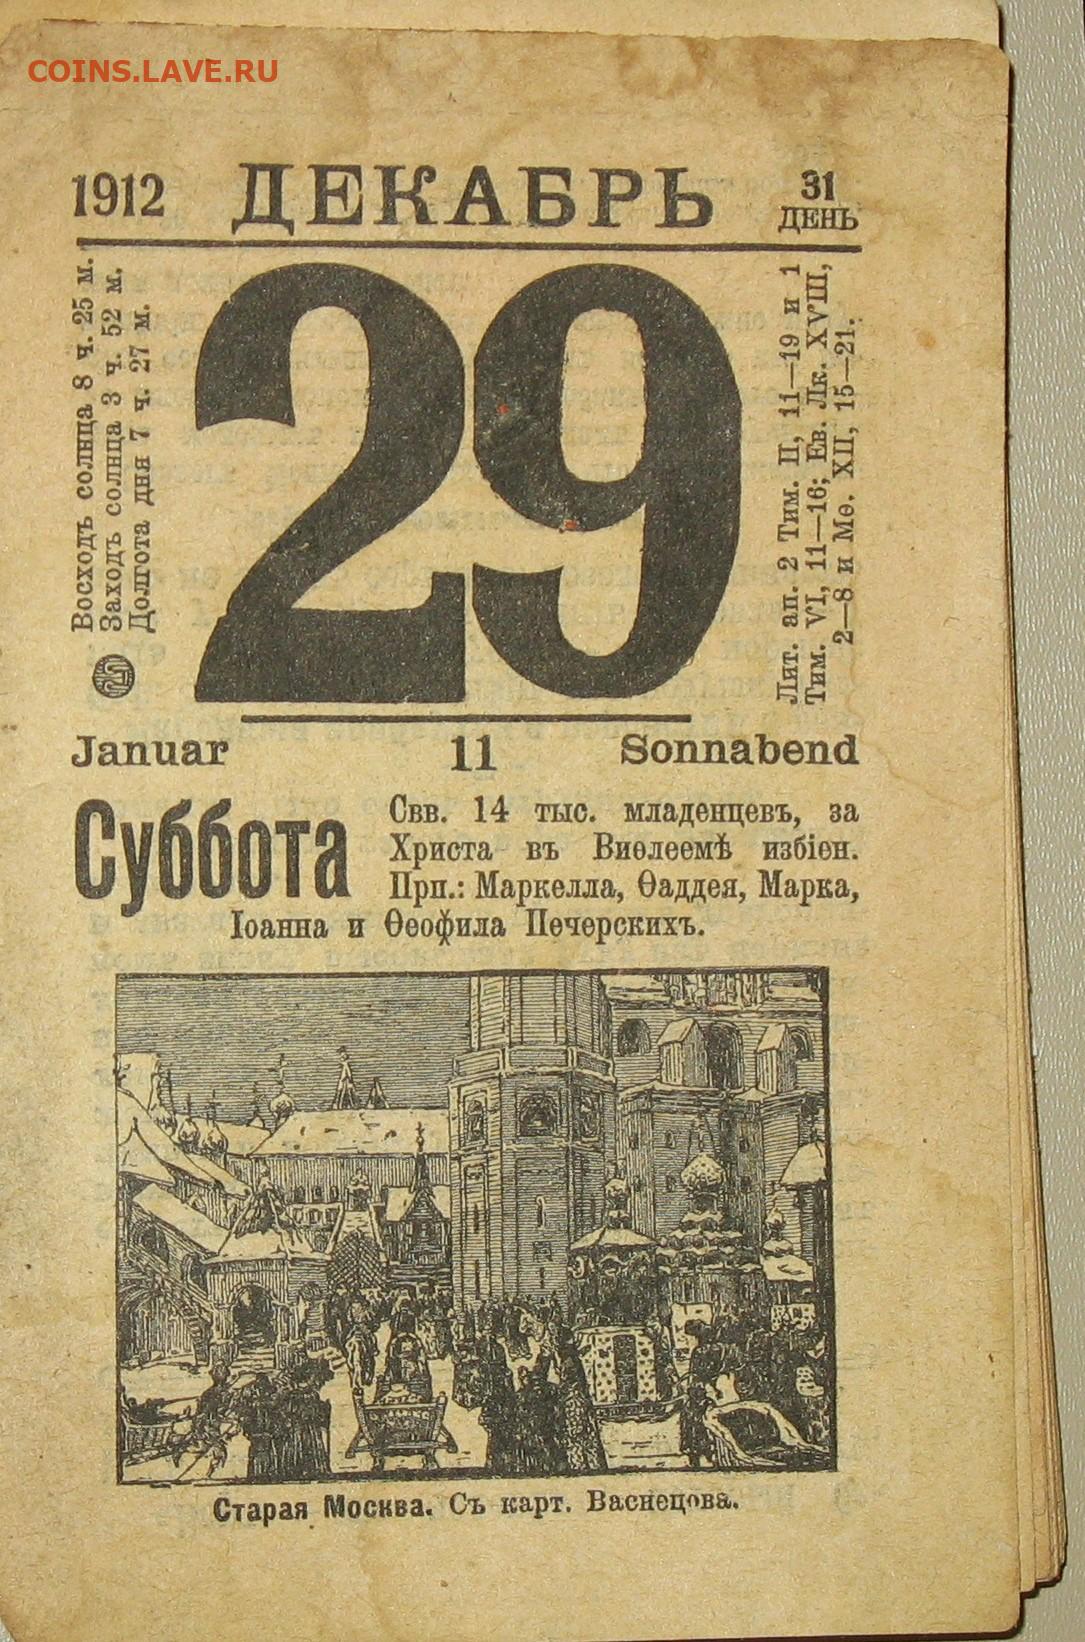 COINS.LAVE.RU
1912 ДЕКАБРЬ 31 ДЕНЬ
Восходъ солнца 8 ч. 25 м.
Заходъ солнца 3 ч. 52 м.
Долгота дня 7 ч. 27 м.
29
Лит. ап. 2 Тим. II, 11—19 и 1
Тим. VI, 11—16; Ев. Лк. XVIII,
2—8 и Мѳ. XII, 15—21.
Januar 11 Sonnabend
Суббота
Свв. 14 тыс. младенцевъ, за
Христа въ Виѳлеемѣ избіен.
Прп.: Маркелла, Ѳаддея, Марка,
Іоанна и Ѳеофила Печерскихъ.
Старая Москва. Съ карт. Васнецова.